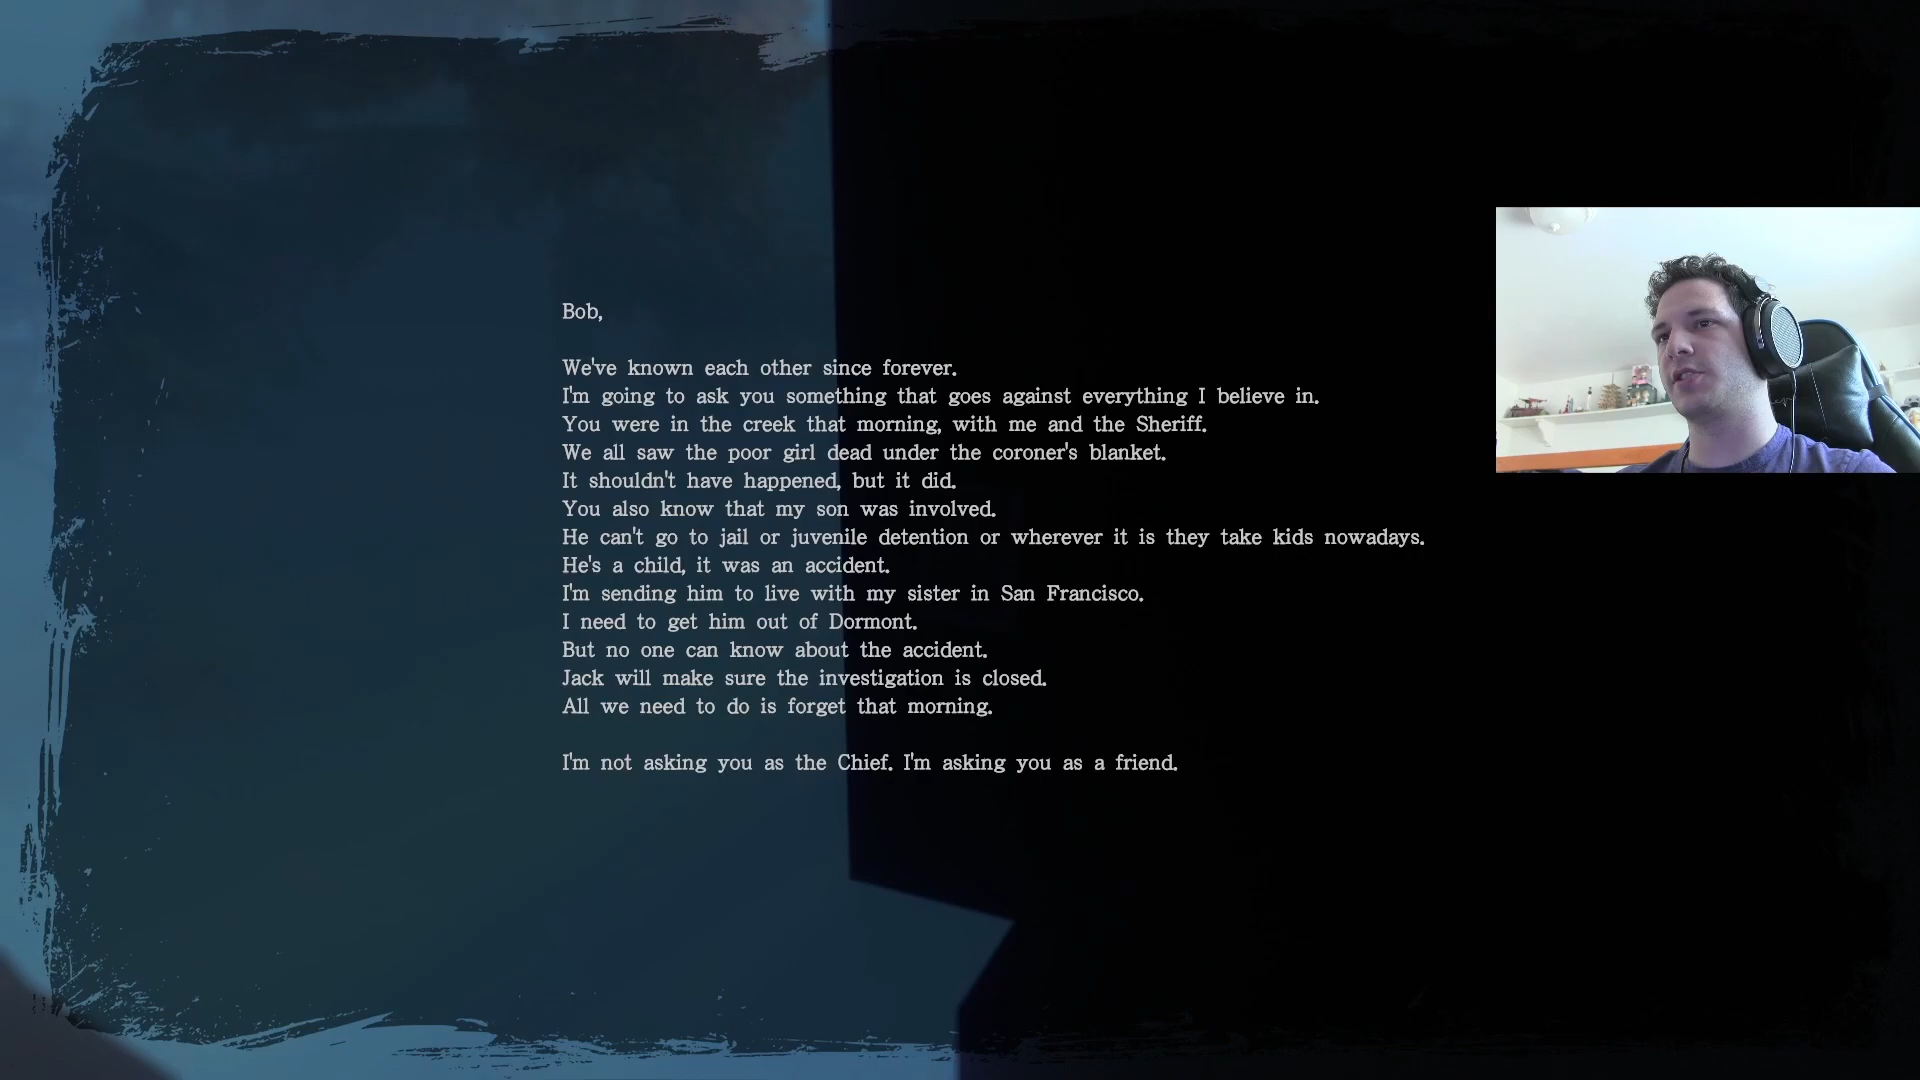 Bob,
We've known each other since forever.
I'm going to ask you something that goes against everything I believe in.
You were in the creek that morning, with me and the Sheriff.
We all saw the poor girl dead under the coroner's blanket.
It shouldn't have happened, but it did.
You also know that my son was involved.
He can't go to jail or juvenile detention or wherever it is they take kids nowadays.
He's a child, it was an accident.
I'm sending him to live with my sister in San Francisco.
I need to get him out of Dormont.
But no one can know about the accident.
Jack will make sure the investigation is closed.
All we need to do is forget that morning.
I'm not asking you as the Chief. I'm asking you as a friend.